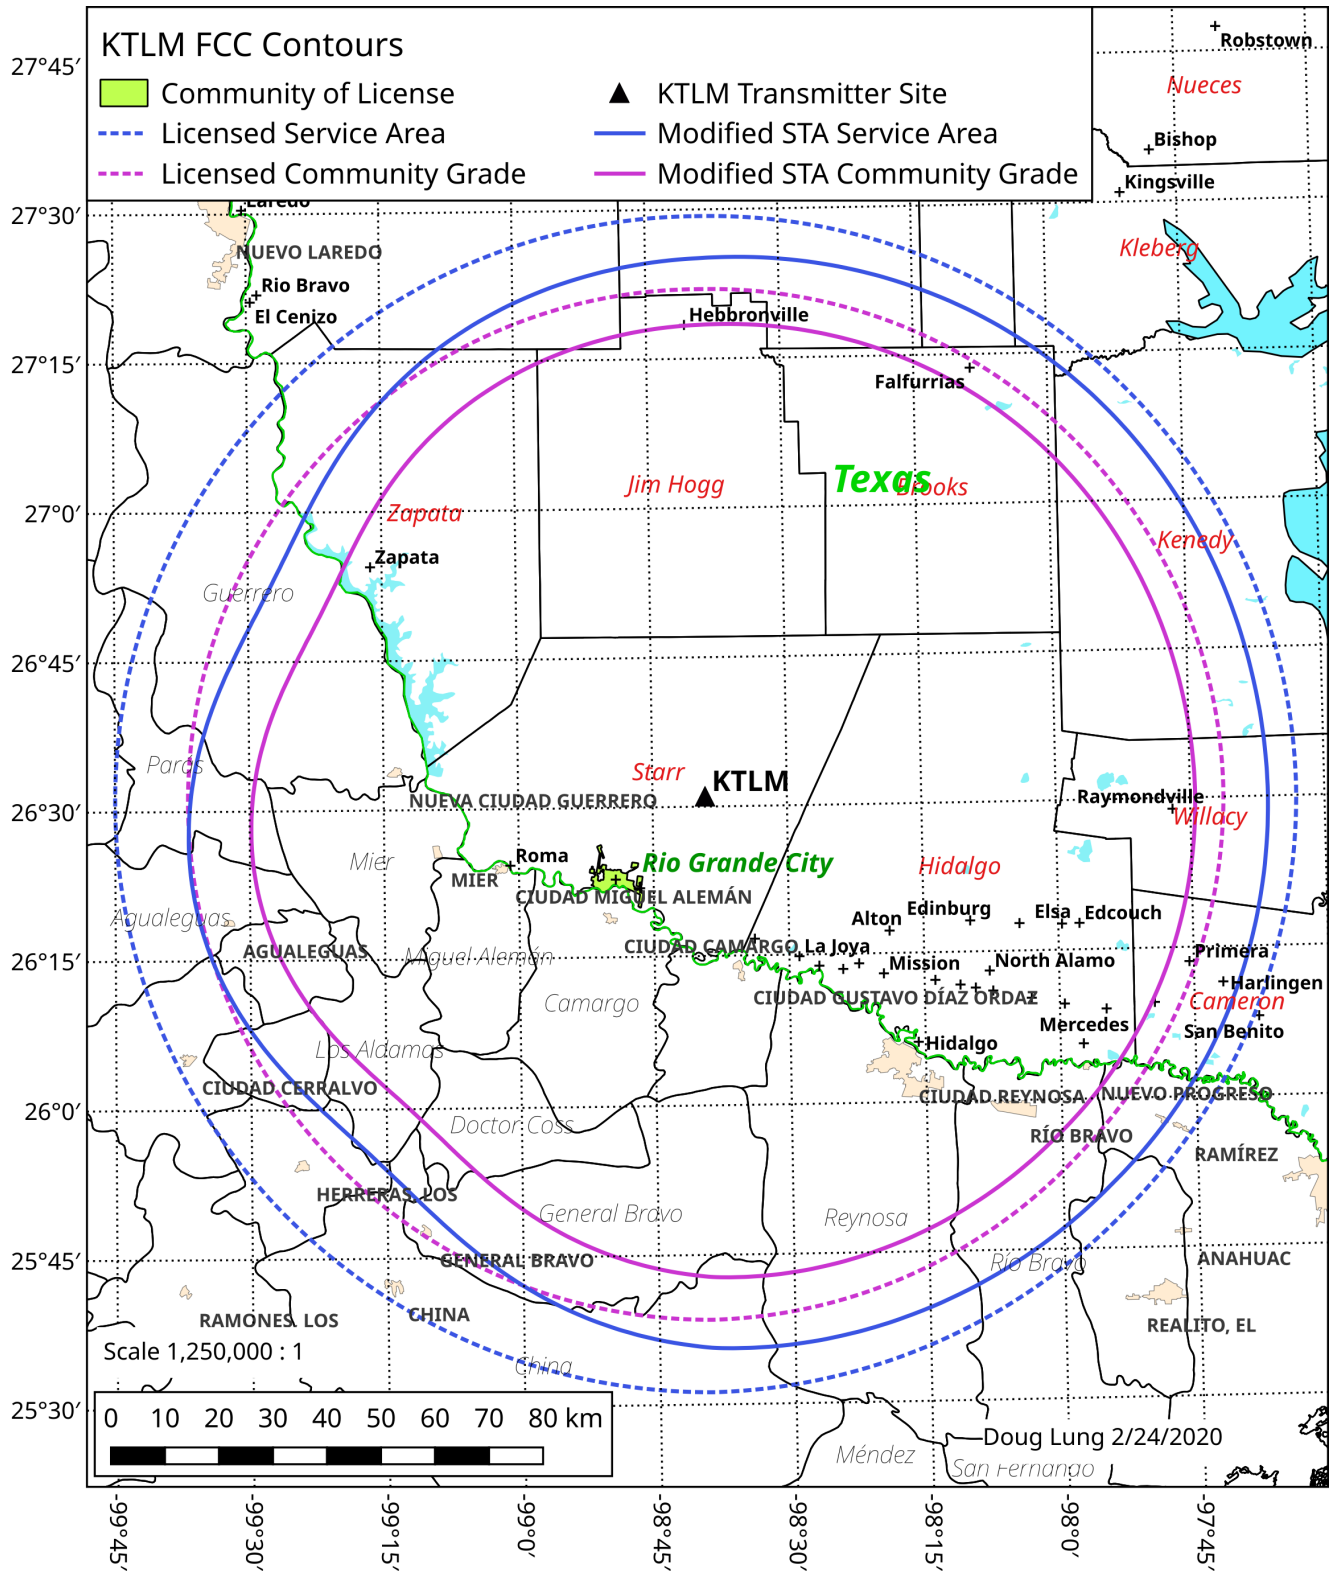 KTLM FCC Contours
Community of License
KTLM Transmitter Site
Licensed Service Area
Modified STA Service Area
Licensed Community Grade
Modified STA Community Grade
Robstown
27°45′
Nueces
Bishop
Kingsville
Laredo
27°30′
Kleberg
NUEVO LAREDO
Rio Bravo
El Cenizo
Hebbronville
27°15′
Falfurrias
Texas
Jim Hogg
Brooks
27°0′
Zapata
Kenedy
Zapata
Guerrero
26°45′
Parás
Starr
KTLM
NUEVA CIUDAD GUERRERO
Raymondville
26°30′
Willacy
Mier
Roma
Rio Grande City
Hidalgo
MIER
CIUDAD MIGUEL ALEMÁN
Agualeguas
Alton
Edinburg
Elsa
Edcouch
AGUALEGUAS
Miguel Alemán
CIUDAD CAMARGO
La Joya
26°15′
Mission
North Alamo
Primera
Harlingen
Camargo
CIUDAD GUSTAVO DÍAZ ORDAZ
Cameron
Mercedes
San Benito
Los Aldamas
Hidalgo
CIUDAD CERRALVO
CIUDAD REYNOSA
NUEVO PROGRESO
26°0′
Doctor Coss
RÍO BRAVO
RAMÍREZ
HERRERAS, LOS
General Bravo
Reynosa
25°45′
GENERAL BRAVO
Río Bravo
ANAHUAC
RAMONES, LOS
CHINA
REALITO, EL
Scale 1,250,000 : 1
China
25°30′
0 10 20 30 40 50 60 70 80 km
Doug Lung 2/24/2020
Méndez
San Fernando
-99°45′
-99°30′
-99°15′
-99°0′
-98°45′
-98°30′
-98°15′
-98°0′
-97°45′